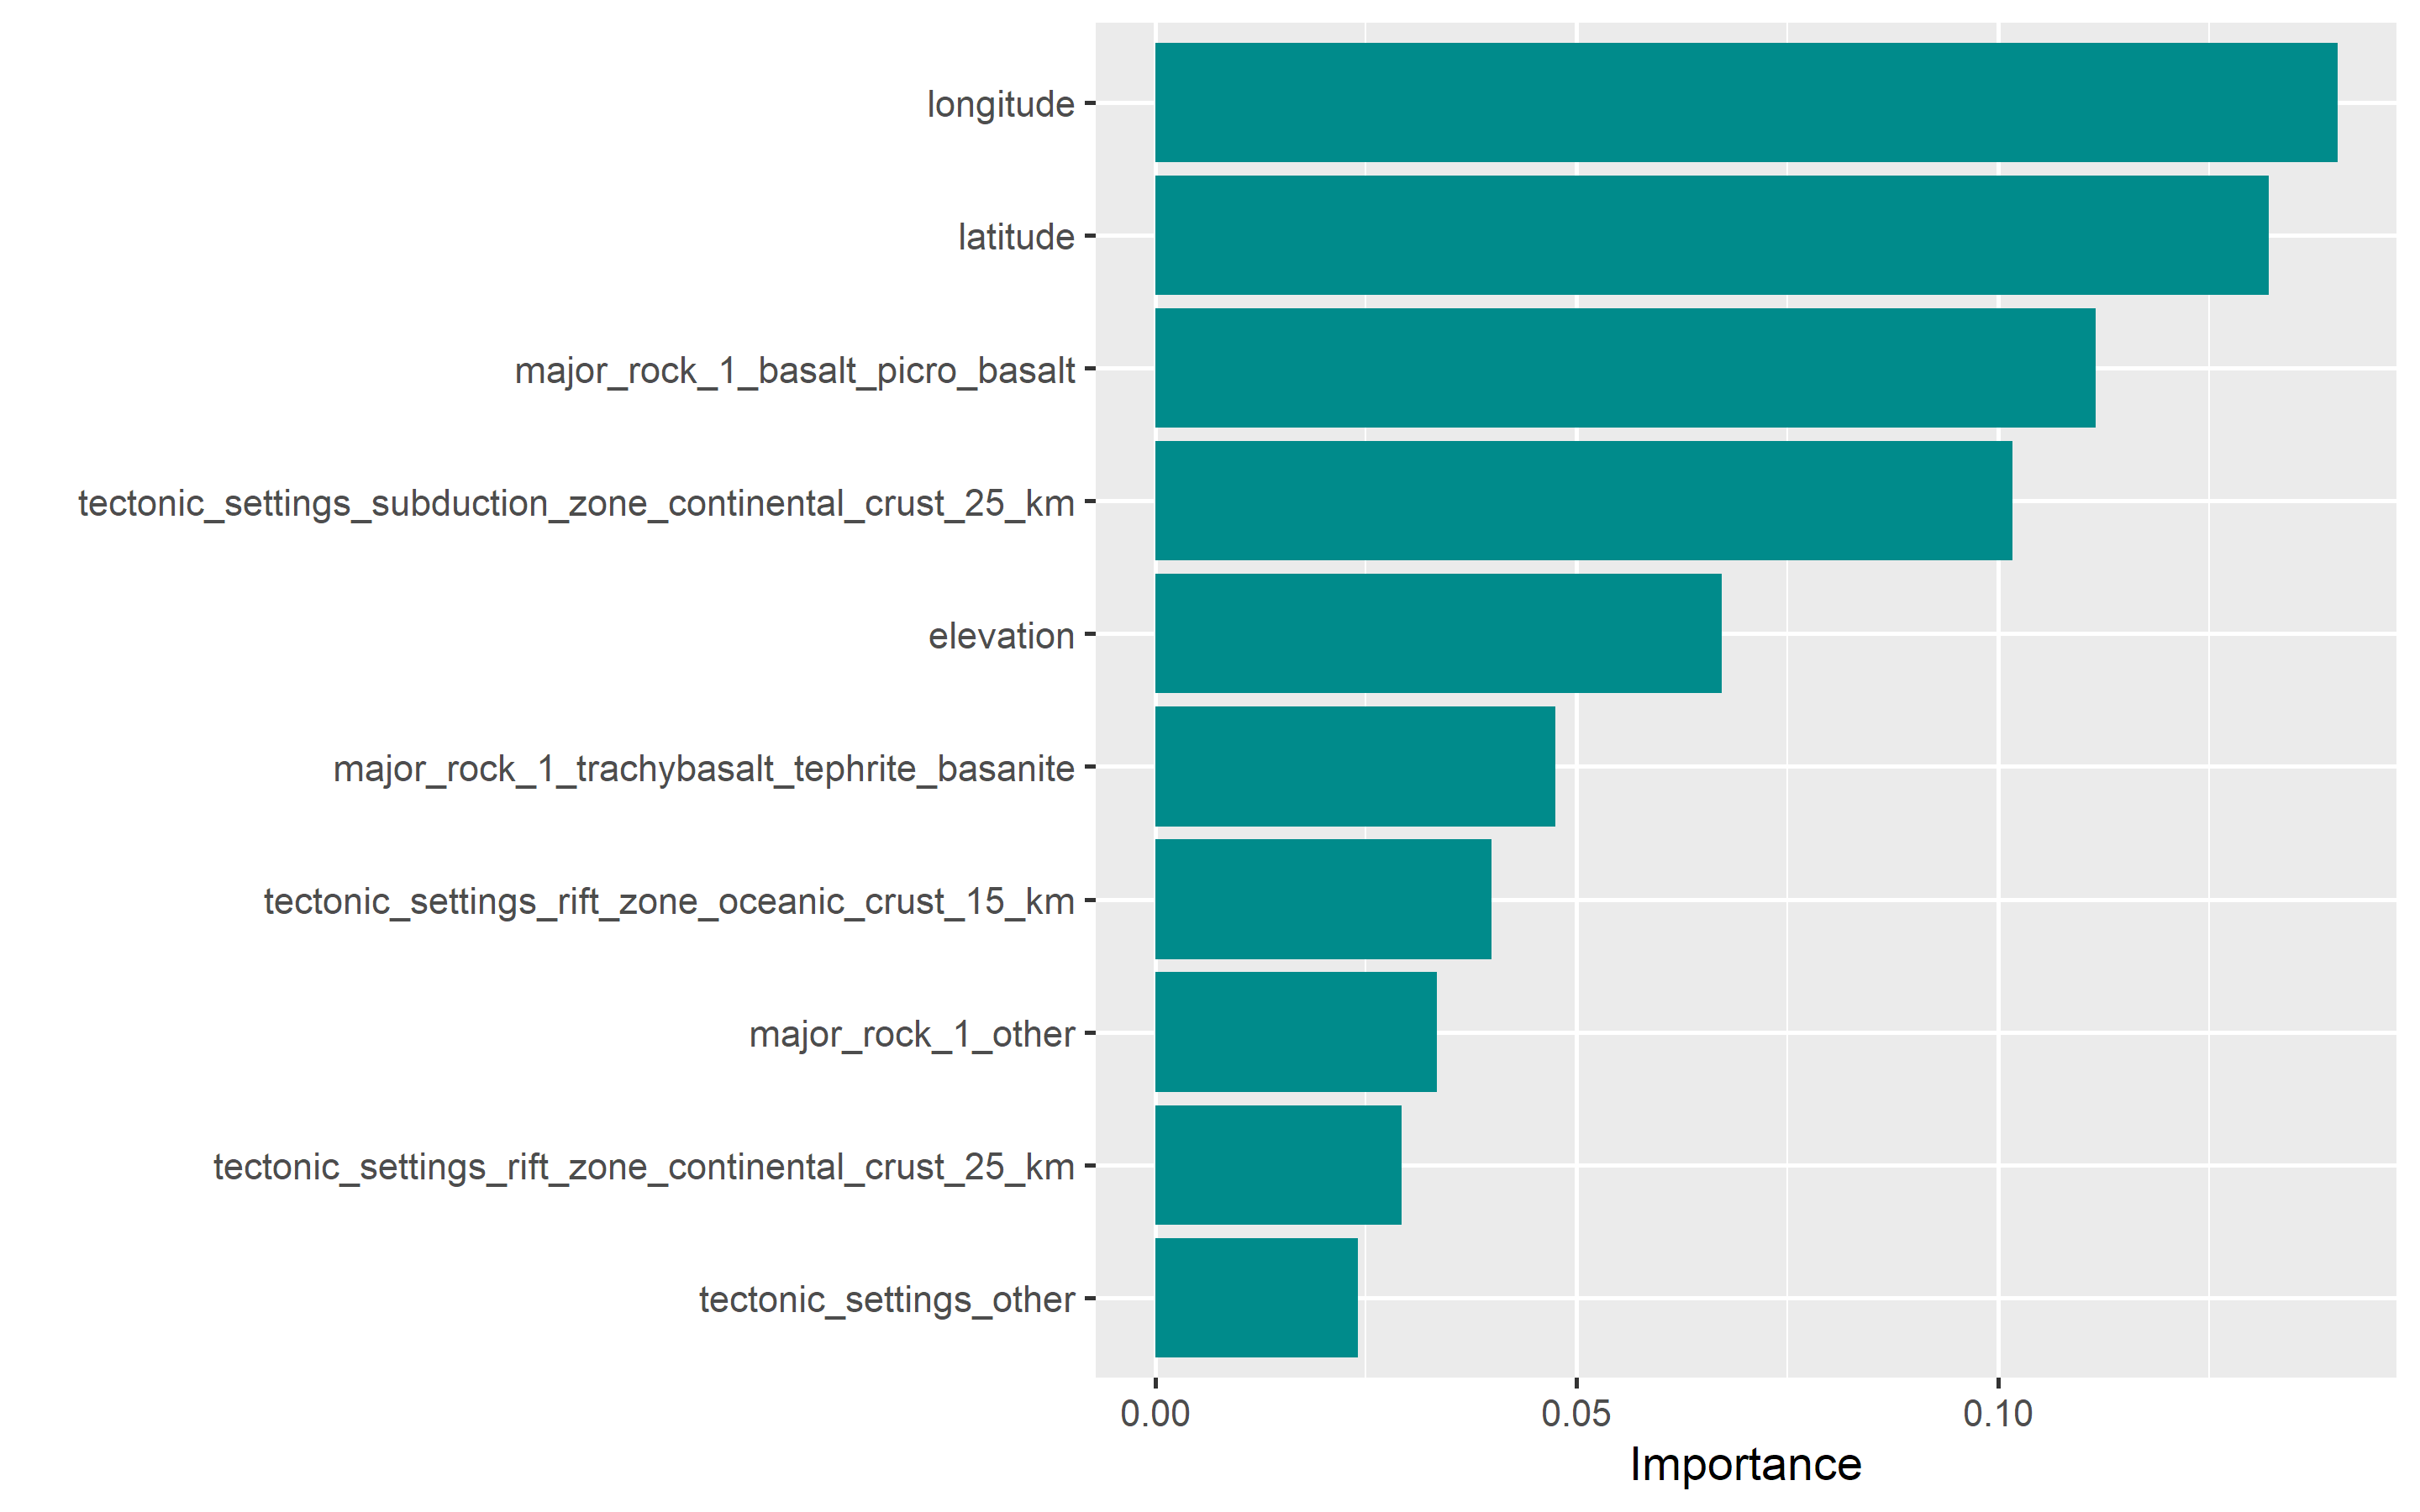 longitude
latitude
major_rock_1_basalt_picro_basalt
tectonic_settings_subduction_zone_continental_crust_25_km
elevation
major_rock_1_trachybasalt_tephrite_basanite
tectonic_settings_rift_zone_oceanic_crust_15_km
major_rock_1_other
tectonic_settings_rift_zone_continental_crust_25_km
tectonic_settings_other
0.00 0.05 0.10
Importance